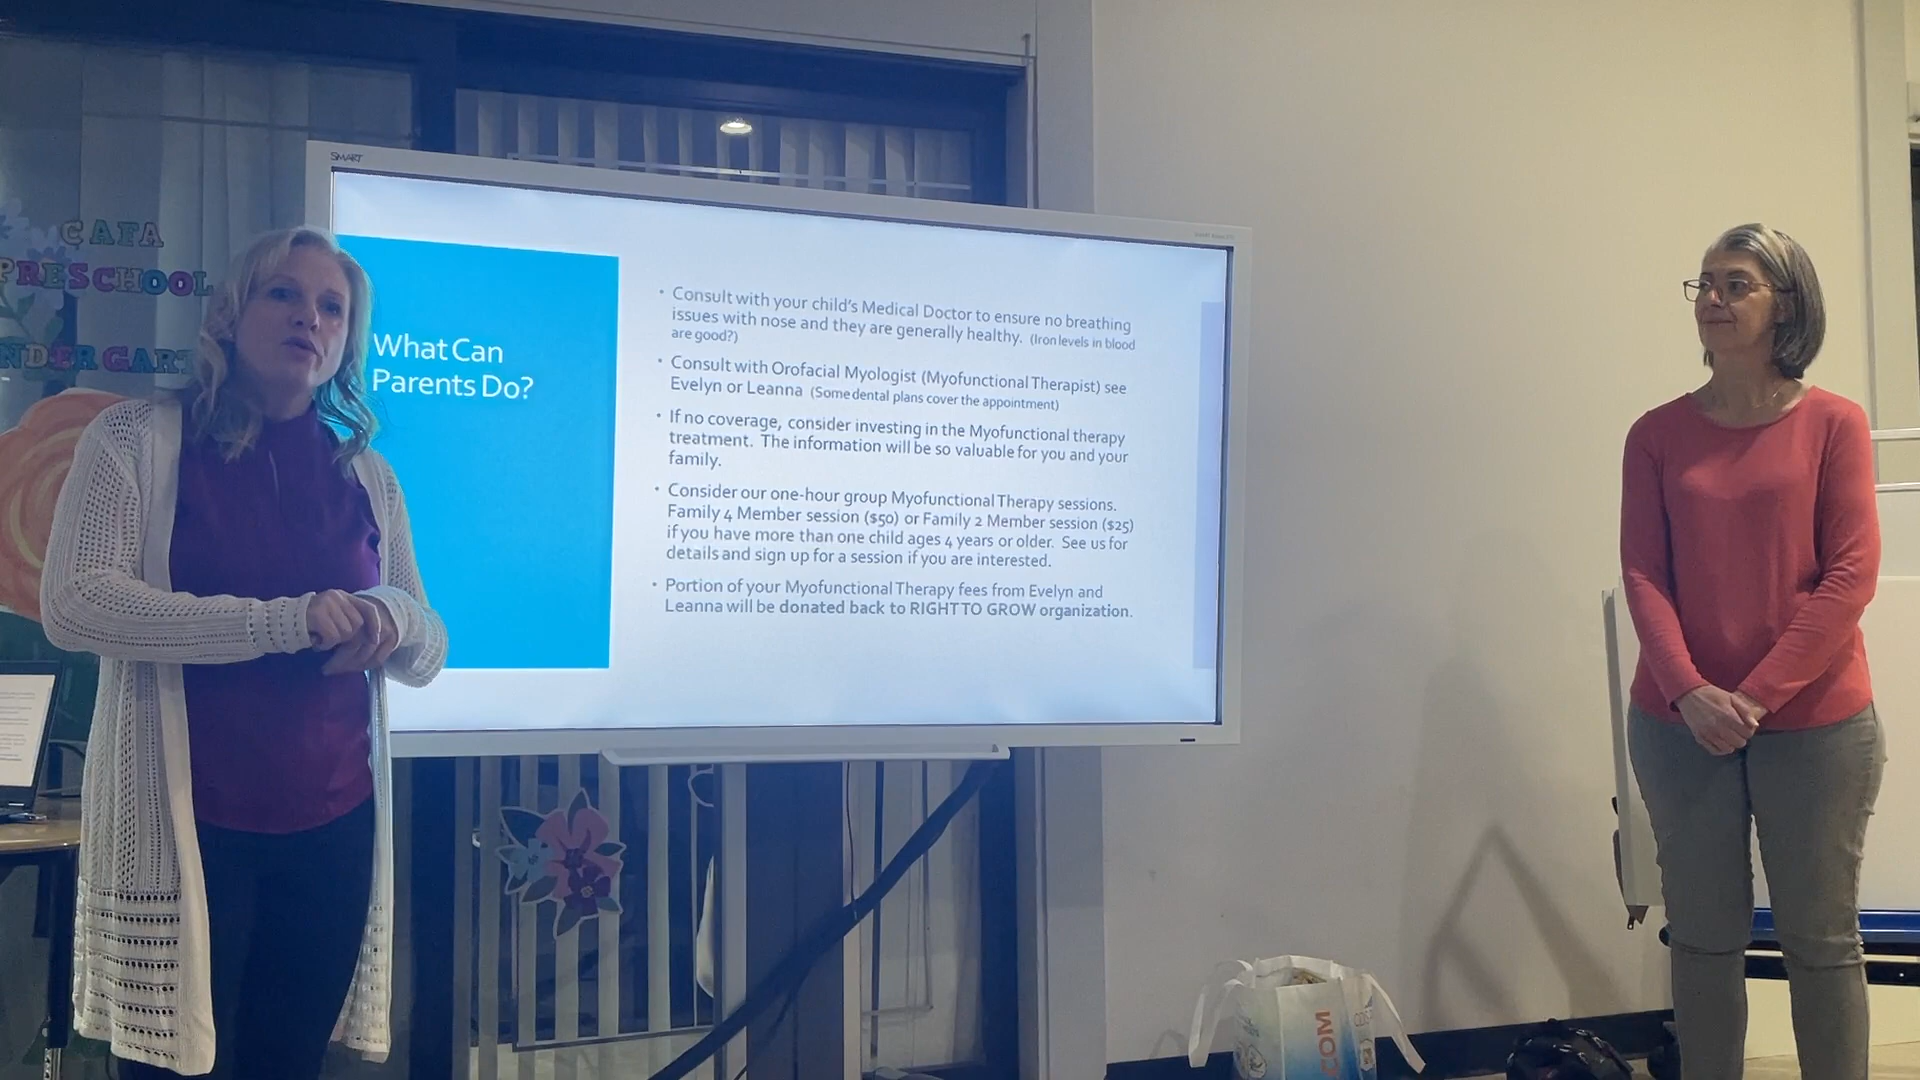 SMART
CAFA
PRESCHOOL
NDER GART
What Can
Parents Do?
• Consult with your child's Medical Doctor to ensure no breathing
issues with nose and they are generally healthy. (Iron levels in blood
are good?)
• Consult with Orofacial Myologist (Myofunctional Therapist) see
Evelyn or Leanna (Some dental plans cover the appointment)
• If no coverage, consider investing in the Myofunctional therapy
treatment. The information will be so valuable for you and your
family.
• Consider our one-hour group Myofunctional Therapy sessions.
Family 4 Member session ($50) or Family 2 Member session ($25)
if you have more than one child ages 4 years or older. See us for
details and sign up for a session if you are interested.
• Portion of your Myofunctional Therapy fees from Evelyn and
Leanna will be donated back to RIGHT TO GROW organization.
.COM